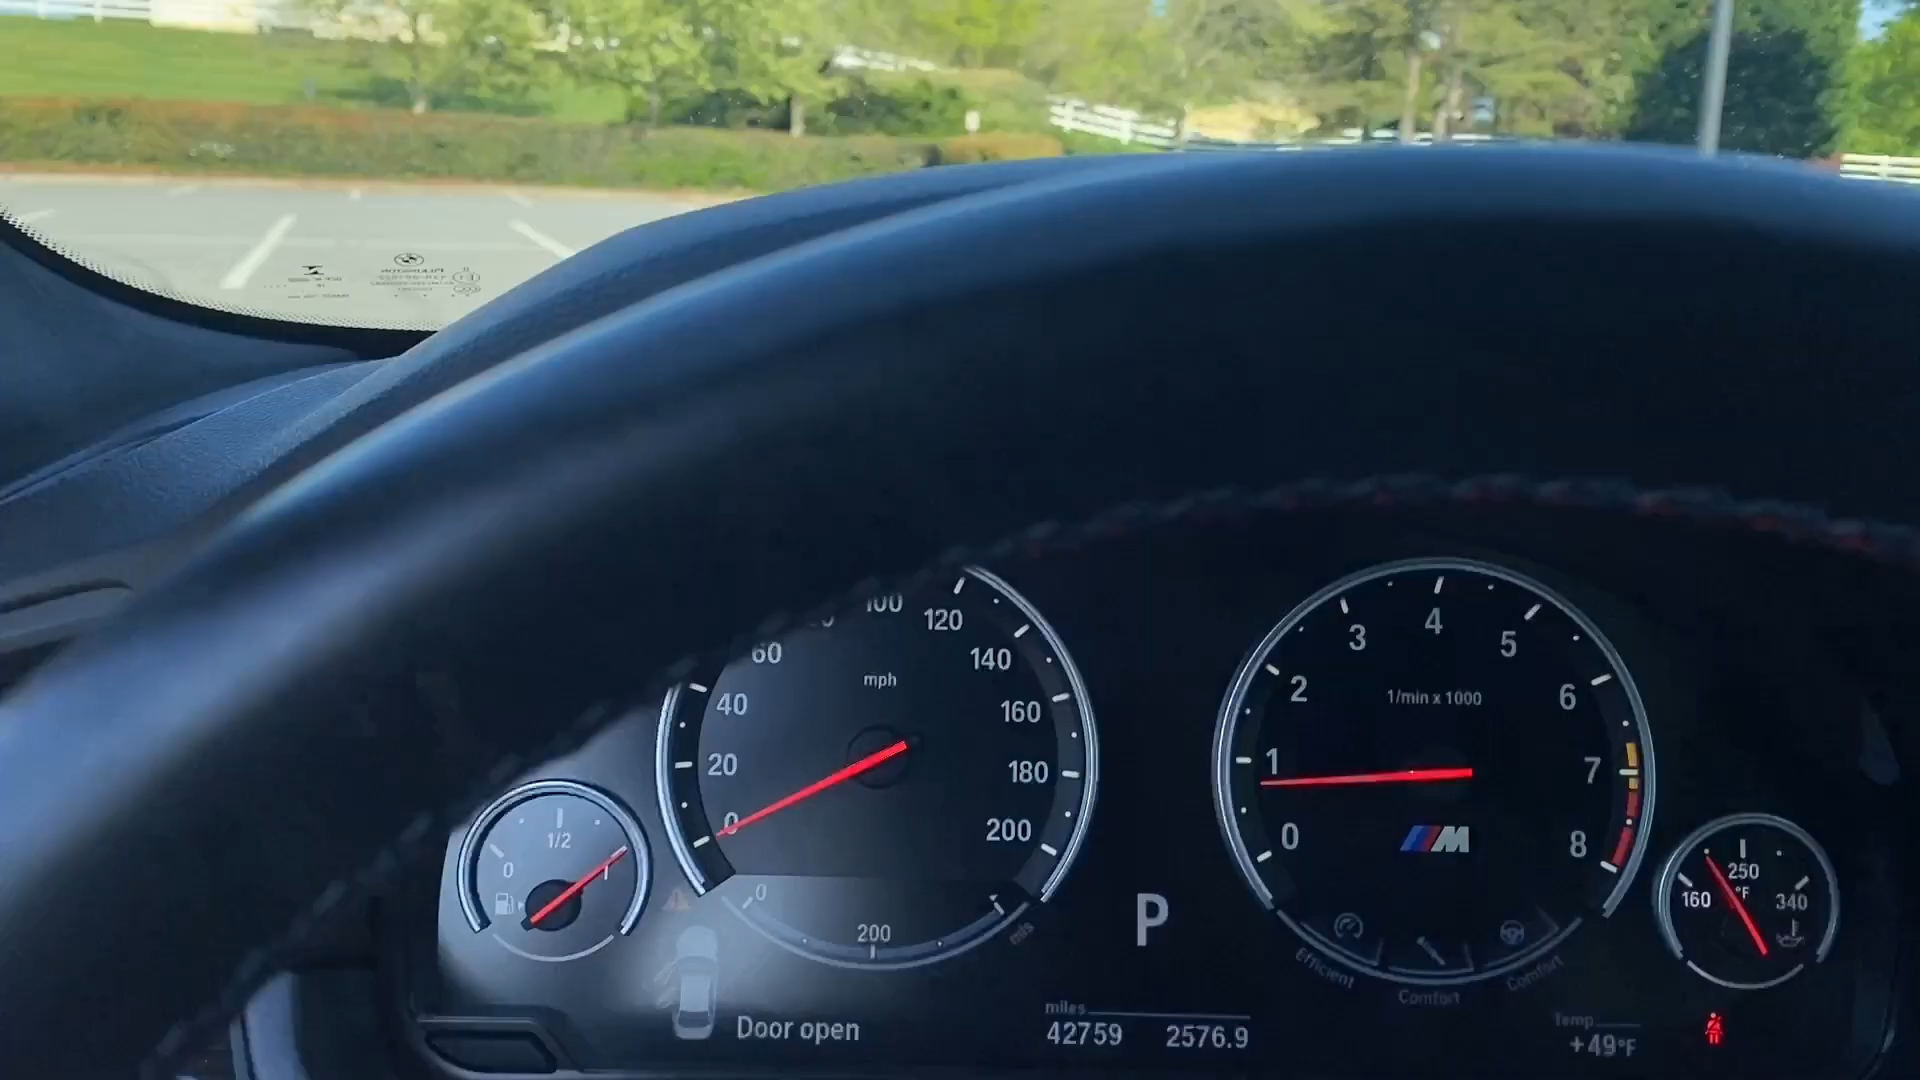 100
120
60
140
mph
40
160
20
180
0
200
1/2
0
1
0
200
mls
P
4
3
5
2
6
1/min x 1000
1
7
0
M
8
Efficient
Comfort
Comfort
250
°F
160
340
Door open
miles
42759 2576.9
Temp
+49°F